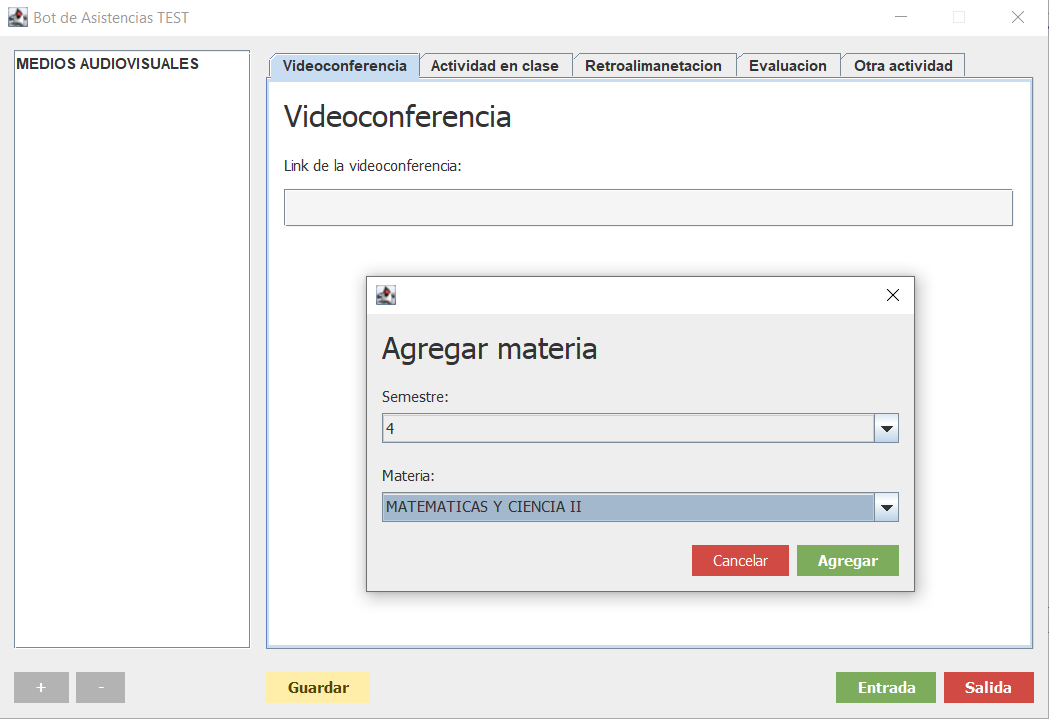 Bot de Asistencias TEST
MEDIOS AUDIOVISUALES
Videoconferencia
Actividad en clase
Retroalimanetacion
Evaluacion
Otra actividad
Videoconferencia
Link de la videoconferencia:
Agregar materia
Semestre:
4
Materia:
MATEMATICAS Y CIENCIA II
Cancelar
Agregar
+
-
Guardar
Entrada
Salida